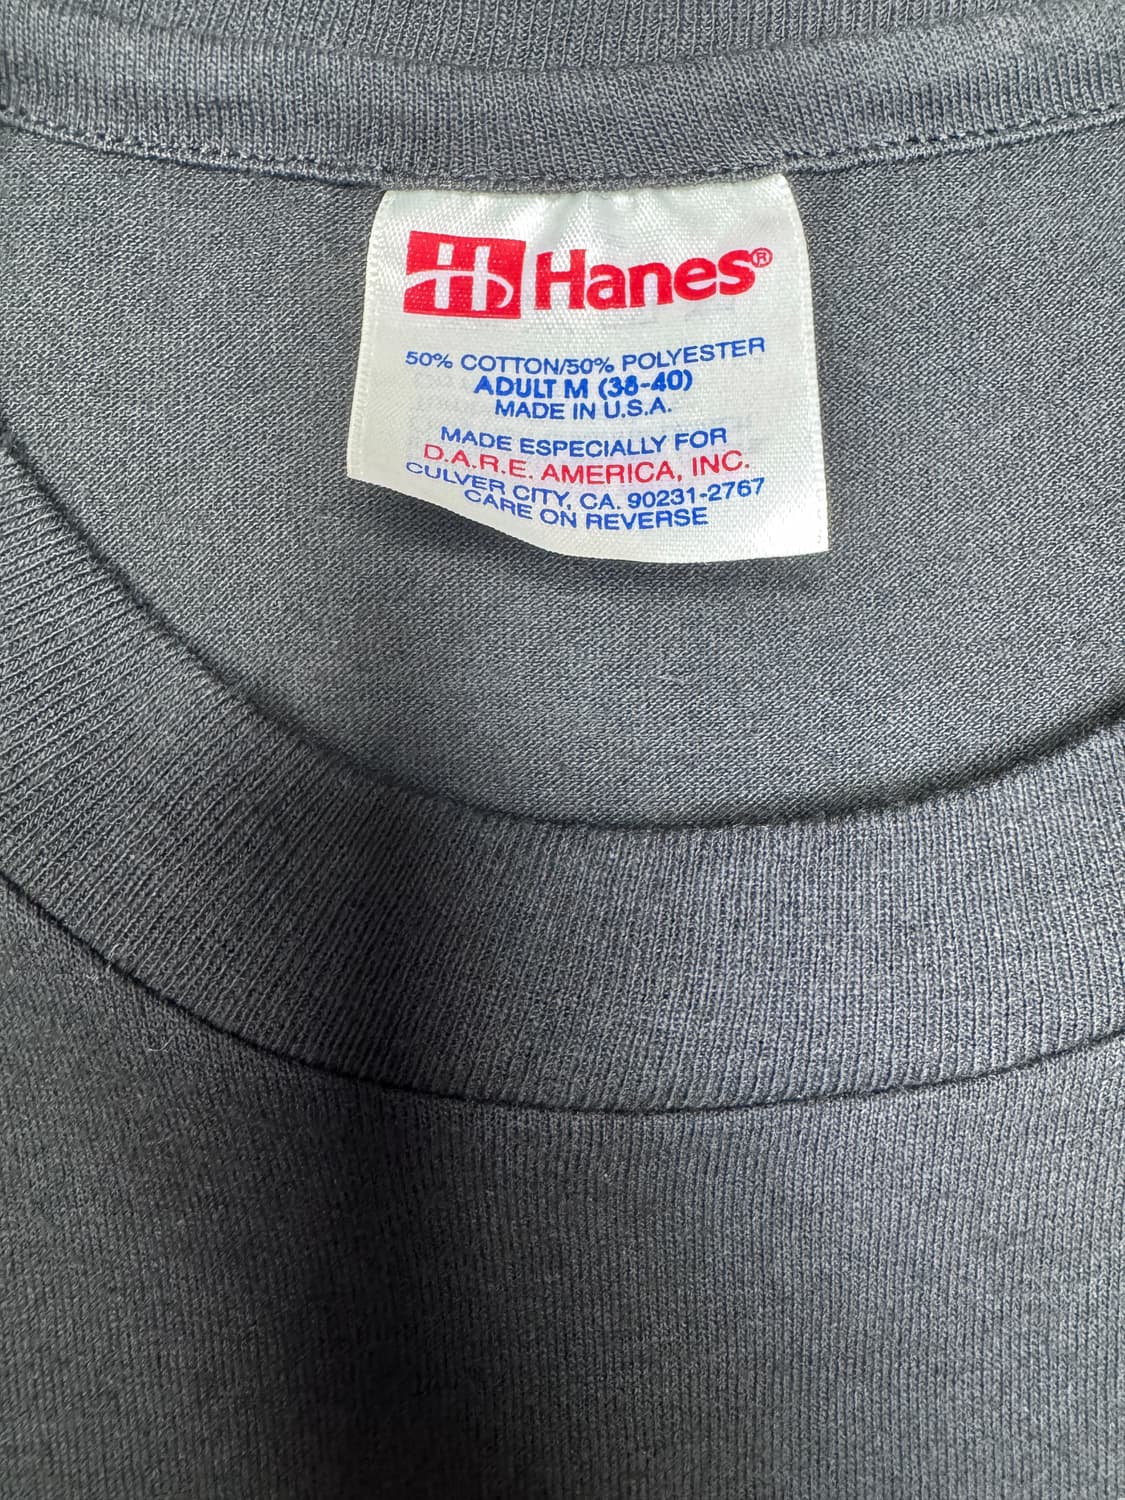 H Hanes®
50% COTTON/50% POLYESTER
ADULT M (38-40)
MADE IN U.S.A.
MADE ESPECIALLY FOR
D.A.R.E. AMERICA, INC.
CULVER CITY, CA. 90231-2767
CARE ON REVERSE